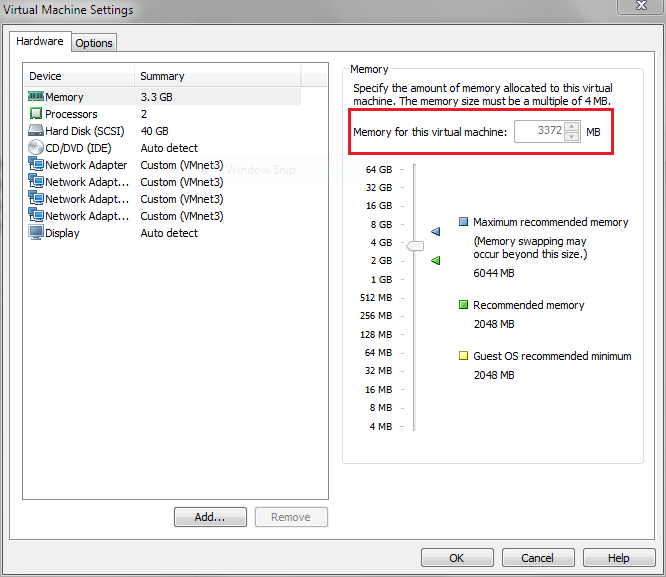 Virtual Machine Settings
Hardware
Options
Device Summary
Memory 3.3 GB
Processors 2
Hard Disk (SCSI) 40 GB
CD/DVD (IDE) Auto detect
Network Adapter Custom (VMnet3)
Network Adapt... Custom (VMnet3)
Network Adapt... Custom (VMnet3)
Network Adapt... Custom (VMnet3)
Display Auto detect
Window Snip
Add...
Remove
Memory
Specify the amount of memory allocated to this virtual
machine. The memory size must be a multiple of 4 MB.
Memory for this virtual machine: 3372 MB
64 GB
32 GB
16 GB
8 GB
4 GB
2 GB
1 GB
512 MB
256 MB
128 MB
64 MB
32 MB
16 MB
8 MB
4 MB
Maximum recommended memory
(Memory swapping may
occur beyond this size.)
6044 MB
Recommended memory
2048 MB
Guest OS recommended minimum
2048 MB
OK
Cancel
Help